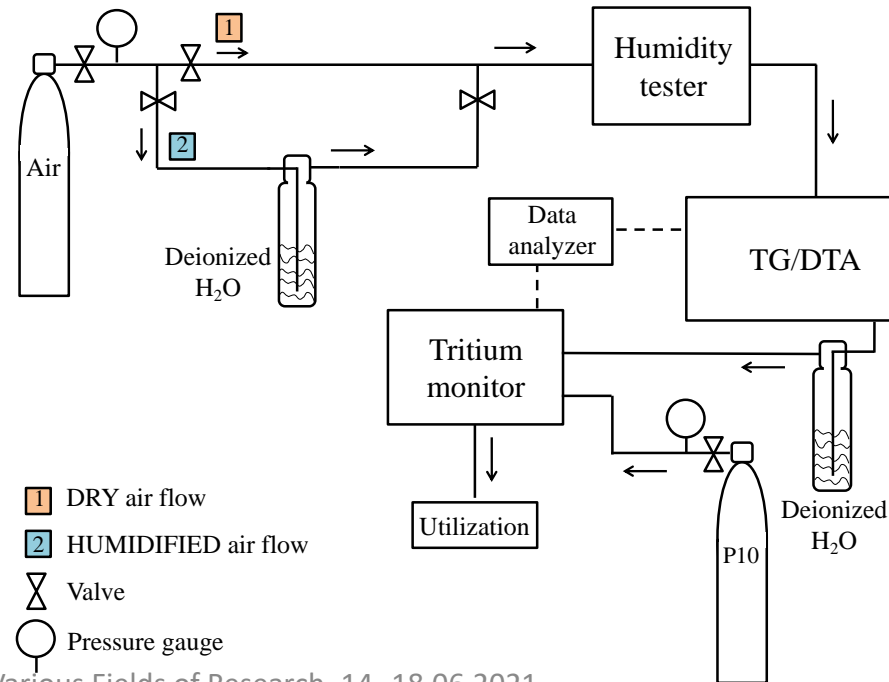 1
Humidity
tester
2
Air
Deionized
H₂O
Data
analyzer
TG/DTA
Tritium
monitor
1 DRY air flow
2 HUMIDIFIED air flow
Valve
Pressure gauge
Utilization
P10
Deionized
H₂O
Various Fields of Research, 14.-18.06.2021